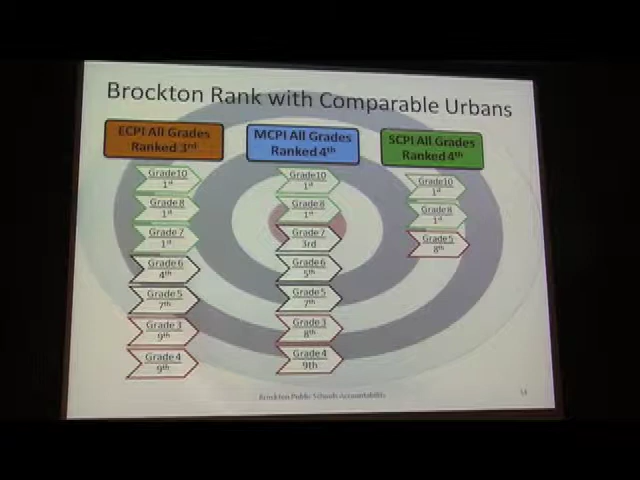 Brockton Rank with Comparable Urbans
ECPI All Grades
Ranked 3rd
Grade10
1st
Grade 8
1st
Grade 7
1st
Grade 6
4th
Grade 5
7th
Grade 3
9th
Grade 4
9th
MCPI All Grades
Ranked 4th
Grade10
1st
Grade 8
1st
Grade 7
3rd
Grade 6
5th
Grade 5
7th
Grade 3
8th
Grade 4
9th
SCPI All Grades
Ranked 4th
Grade10
1st
Grade 8
1st
Grade 5
8th
Brockton Public Schools Accountability